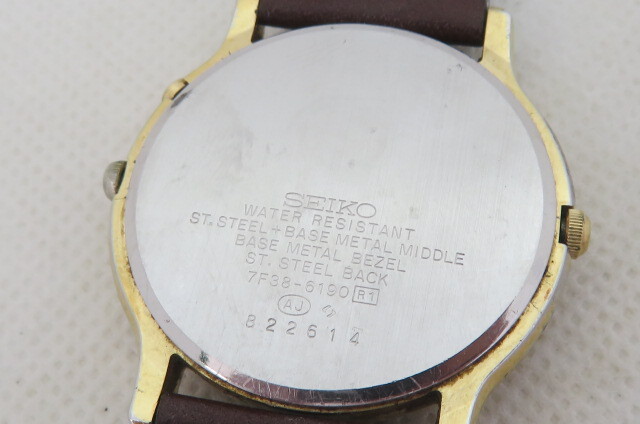 SEIKO
WATER RESISTANT
ST. STEEL+BASE METAL MIDDLE
BASE METAL BEZEL
ST. STEEL BACK
7F38-6190 R1
AJ
822614